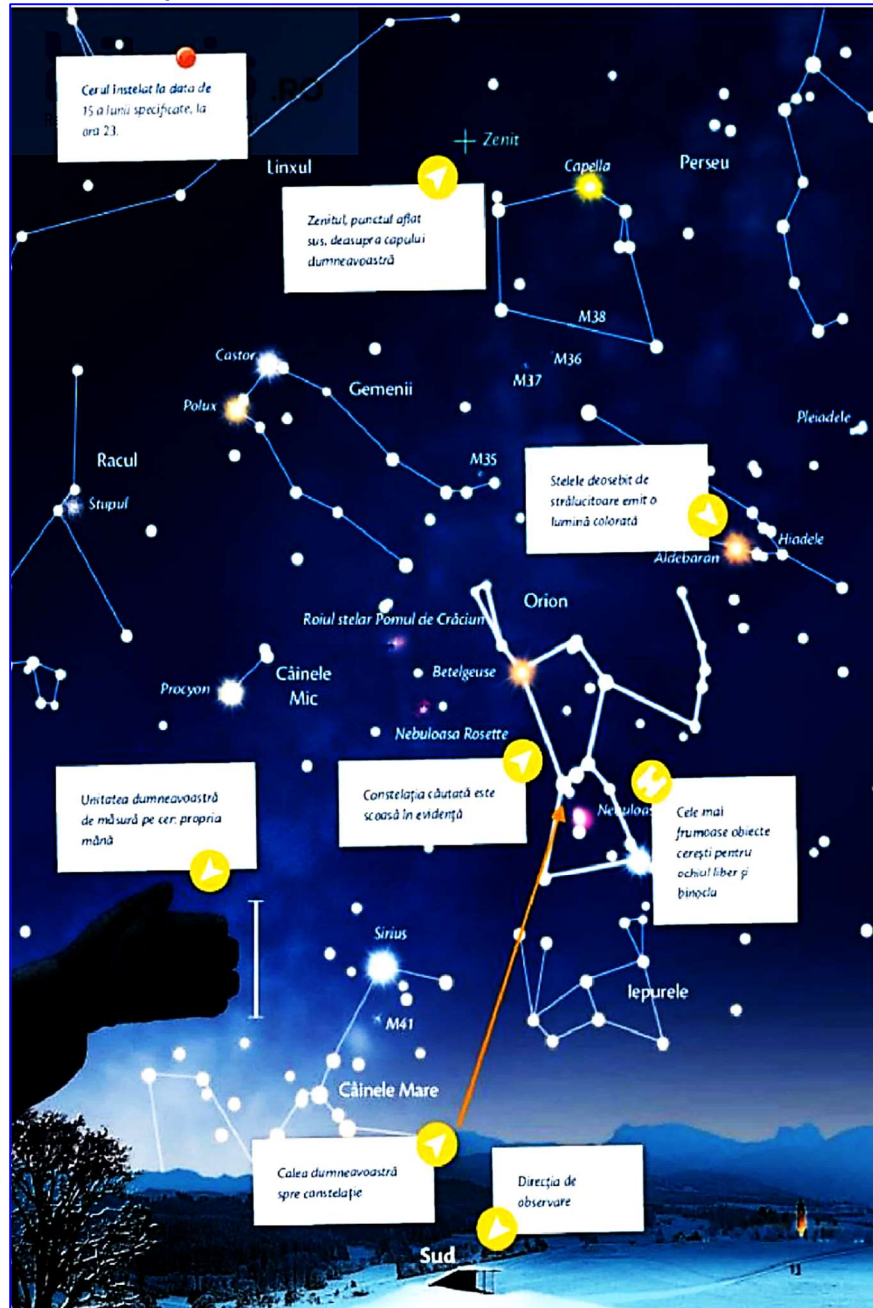 .RO
Cerul înstelat la data de
15 a lunii specificate, la
ora 23.
Zenit
Linxul
Capella
Perseu
Zenitul, punctul aflat
sus, deasupra capului
dumneavoastră
M38
M36
M37
Castor
Gemenii
Polux
Pleiadele
Racul
M35
Stupul
Stelele deosebit de
strălucitoare emit o
lumină colorată
Hiadele
Aldebaran
Orion
Roiul stelar Pomul de Crăciun
Betelgeuse
Câinele
Mic
Procyon
Nebuloasa Rosette
Unitatea dumneavoastră
de măsură pe cer: propria
mână
Constelația căutată este
scoasă în evidență
Cele mai
frumoase obiecte
cerești pentru
ochiul liber și
binoclu
Sirius
Iepurele
M41
Câinele Mare
Calea dumneavoastră
spre constelație
Direcția de
observare
Sud